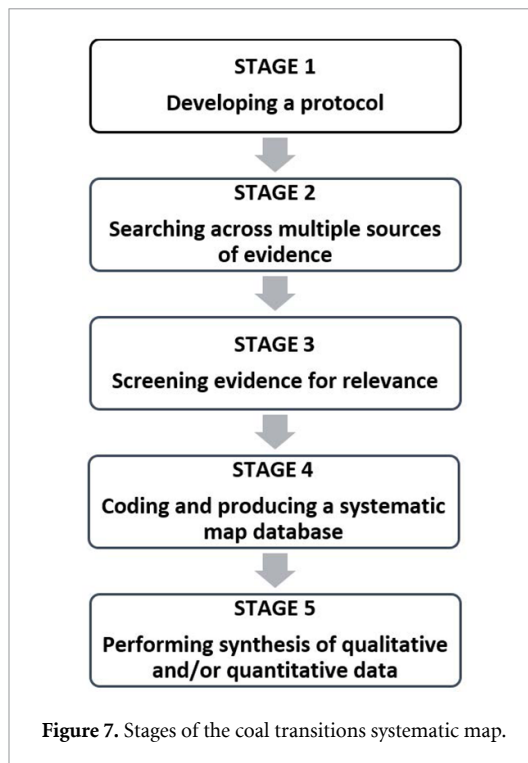 STAGE 1
Developing a protocol
STAGE 2
Searching across multiple sources
of evidence
STAGE 3
Screening evidence for relevance
STAGE 4
Coding and producing a systematic
map database
STAGE 5
Performing synthesis of qualitative
and/or quantitative data
Figure 7. Stages of the coal transitions systematic map.